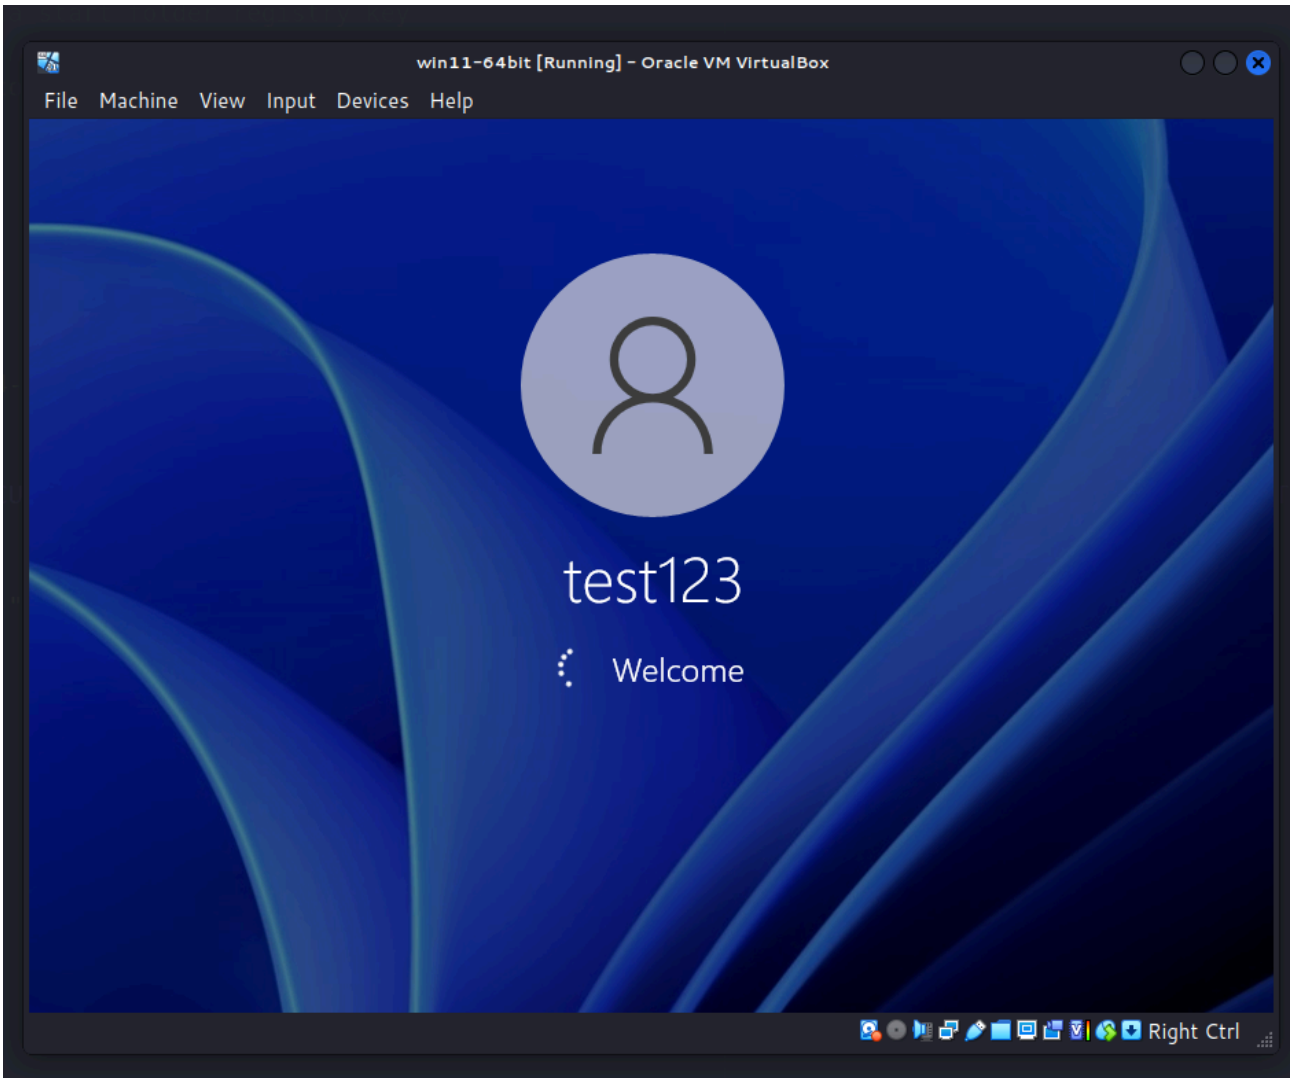 win11-64bit [Running] - Oracle VM VirtualBox
File Machine View Input Devices Help
test123
Welcome
Right Ctrl